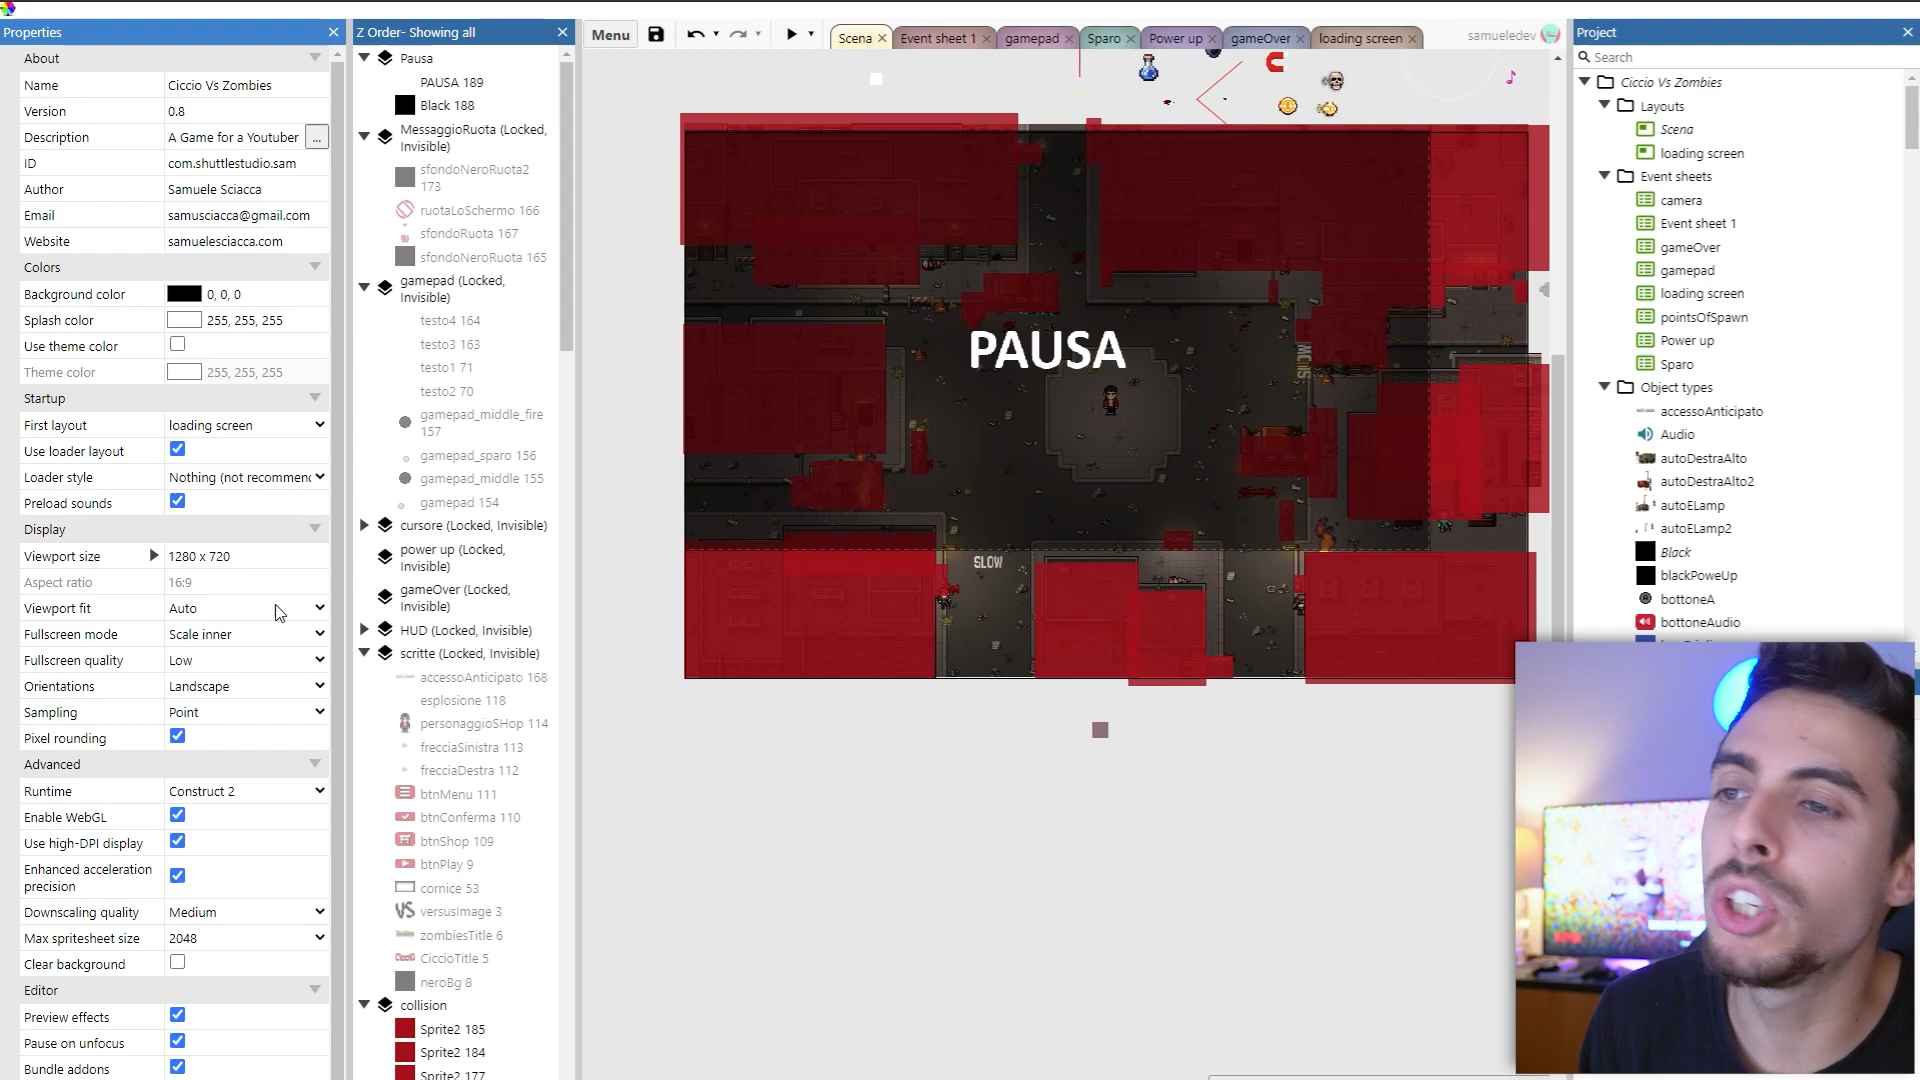 Properties
About
Name Ciccio Vs Zombies
Version 0.8
Description A Game for a Youtuber ...
ID com.shuttlestudio.sam
Author Samuele Sciacca
Email samusciacca@gmail.com
Website samuelesciacca.com
Colors
Background color 0, 0, 0
Splash color 255, 255, 255
Use theme color
Theme color 255, 255, 255
Startup
First layout loading screen
Use loader layout
Loader style Nothing (not recommen
Preload sounds
Display
Viewport size 1280 x 720
Aspect ratio 16:9
Viewport fit Auto
Fullscreen mode Scale inner
Fullscreen quality Low
Orientations Landscape
Sampling Point
Pixel rounding
Advanced
Runtime Construct 2
Enable WebGL
Use high-DPI display
Enhanced acceleration
precision
Downscaling quality Medium
Max spritesheet size 2048
Clear background
Editor
Preview effects
Pause on unfocus
Bundle addons
Z Order- Showing all
Pausa
PAUSA 189
Black 188
MessaggioRuota (Locked,
Invisible)
sfondoNeroRuota2
173
ruotaLoSchermo 166
sfondoRuota 167
sfondoNeroRuota 165
gamepad (Locked,
Invisible)
testo4 164
testo3 163
testo1 71
testo2 70
gamepad_middle_fire
157
gamepad_sparo 156
gamepad_middle 155
gamepad 154
cursore (Locked, Invisible)
power up (Locked,
Invisible)
gameOver (Locked,
Invisible)
HUD (Locked, Invisible)
scritte (Locked, Invisible)
accessoAnticipato 168
esplosione 118
personaggioSHop 114
frecciaSinistra 113
frecciaDestra 112
btnMenu 111
btnConferma 110
btnShop 109
btnPlay 9
cornice 53
versusImage 3
zombiesTitle 6
CiccioTitle 5
neroBg 8
collision
Sprite2 185
Sprite2 184
Sprite2 177
Menu
Scena
Event sheet 1
gamepad
Sparo
Power up
gameOver
loading screen
samueledev
PAUSA
SLOW
Project
Search
Ciccio Vs Zombies
Layouts
Scena
loading screen
Event sheets
camera
Event sheet 1
gameOver
gamepad
loading screen
pointsOfSpawn
Power up
Sparo
Object types
accessoAnticipato
Audio
autoDestraAlto
autoDestraAlto2
autoELamp
autoELamp2
Black
blackPoweUp
bottoneA
bottoneAudio